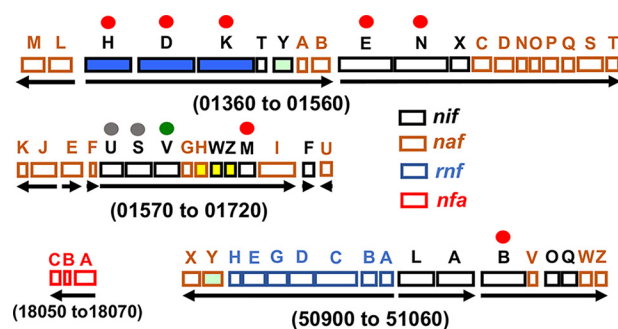 M L H D K T Y A B E N X C D N O P Q S T
(01360 to 01560)
nif
naf
rnf
nfa
K J E F U S V G H W Z M I F U
(01570 to 01720)
C B A
(18050 to18070)
X Y H E G D C B A L A B V O Q W Z
(50900 to 51060)